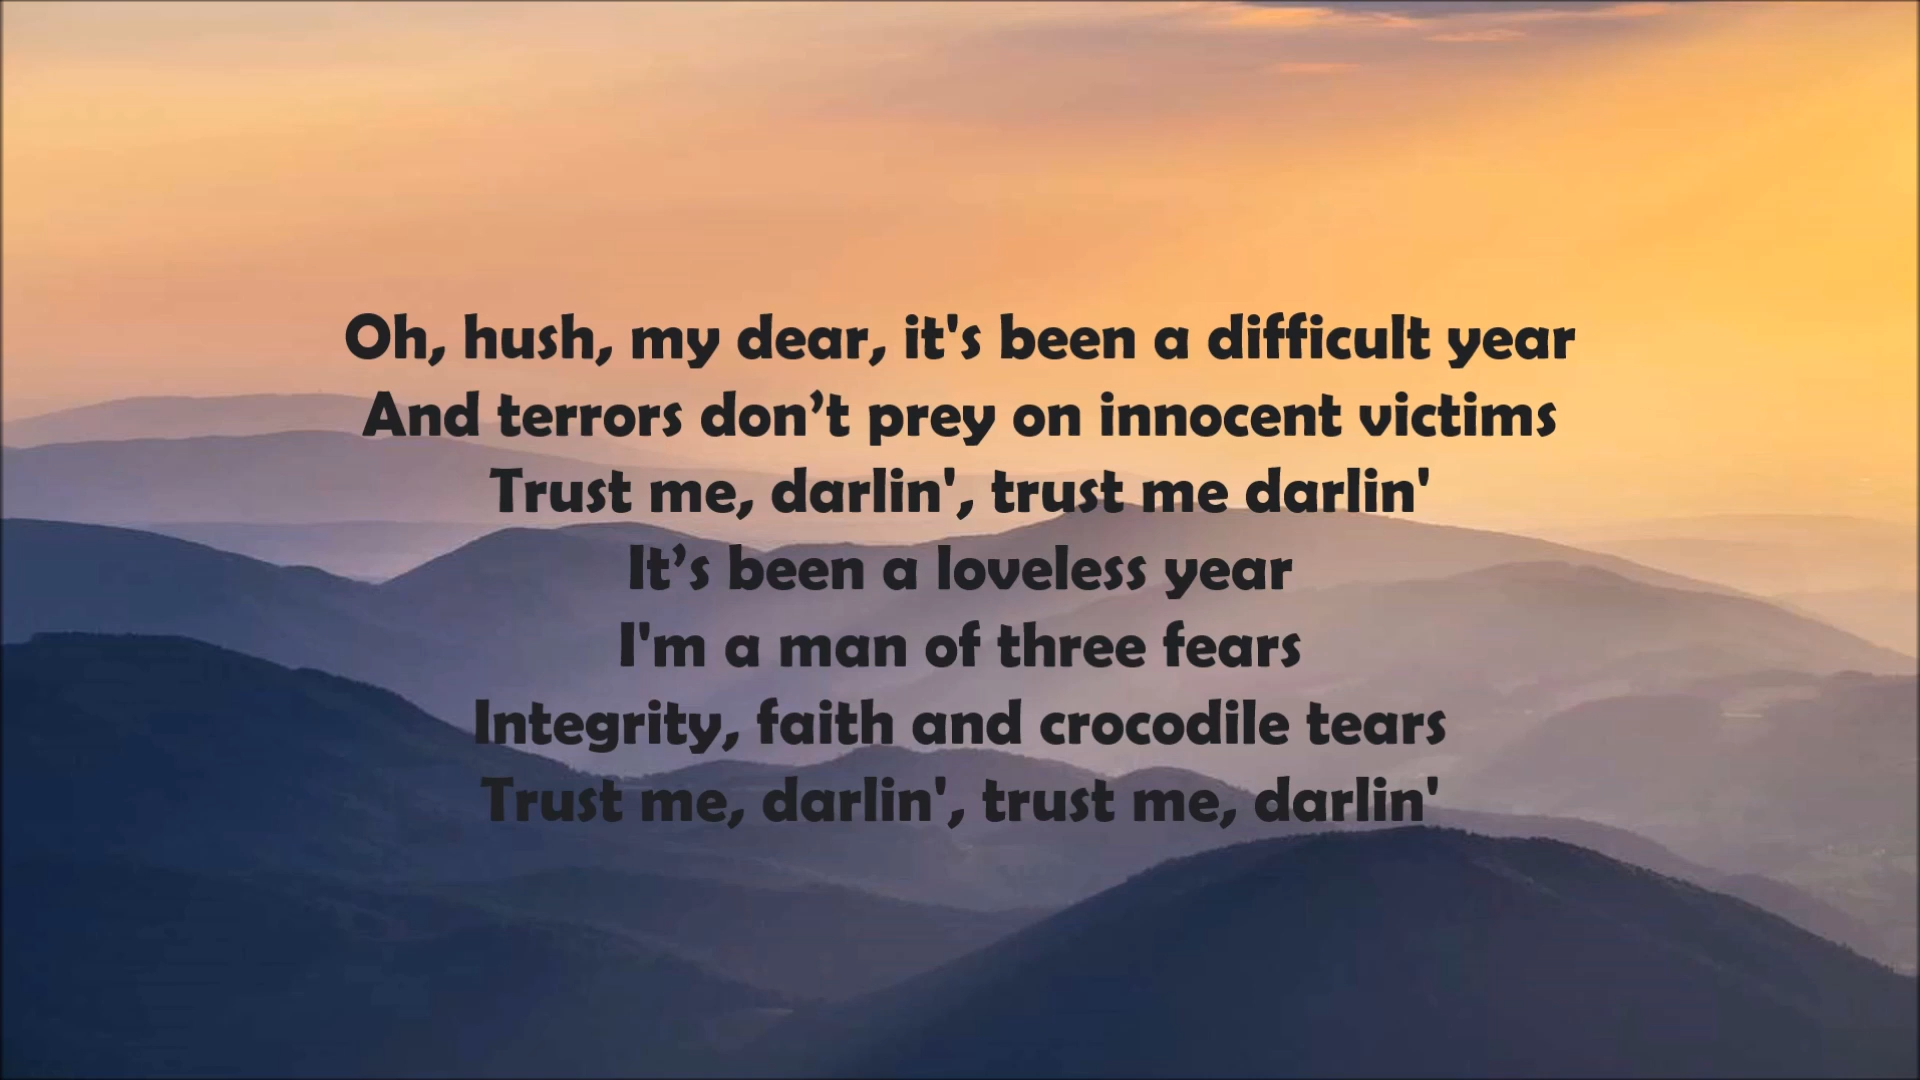 Oh, hush, my dear, it's been a difficult year
And terrors don’t prey on innocent victims
Trust me, darlin', trust me darlin'
It’s been a loveless year
I'm a man of three fears
Integrity, faith and crocodile tears
Trust me, darlin', trust me, darlin'